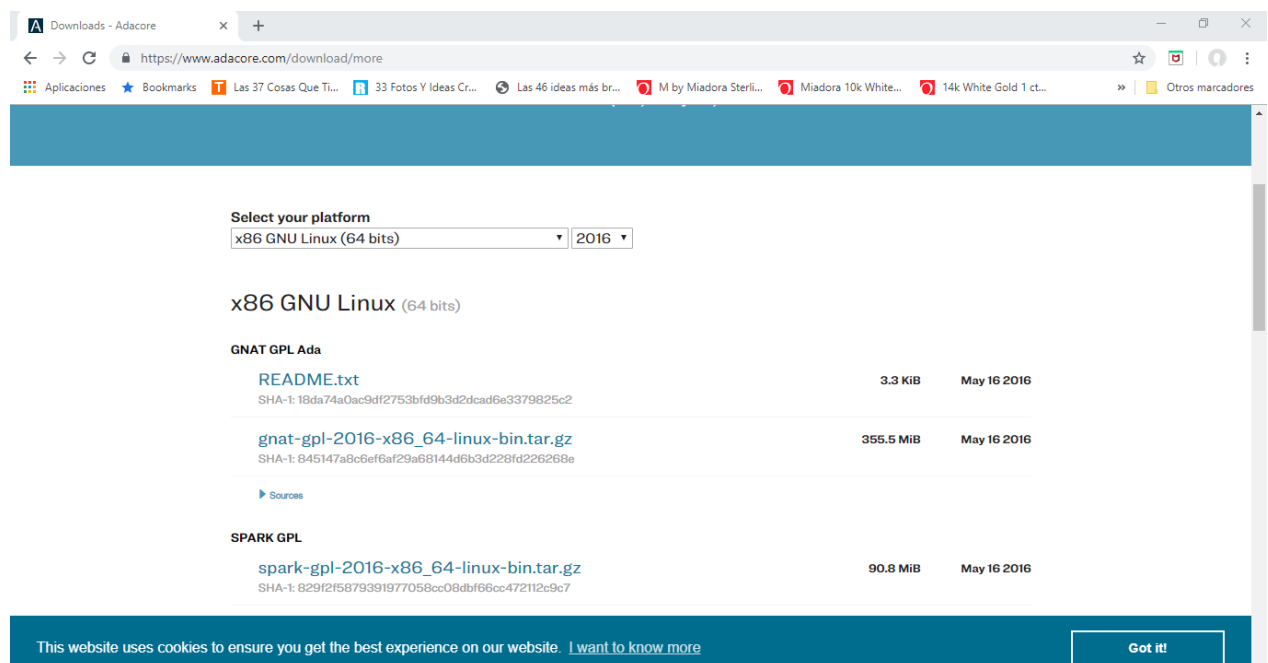 Downloads - Adacore
https://www.adacore.com/download/more
Aplicaciones Bookmarks Las 37 Cosas Que Ti... 33 Fotos Y Ideas Cr... Las 46 ideas más br... M by Miadora Sterli... Miadora 10k White... 14k White Gold 1 ct... » Otros marcadores
Select your platform
x86 GNU Linux (64 bits) 2016
x86 GNU Linux (64 bits)
GNAT GPL Ada
README.txt 3.3 KiB May 16 2016
SHA-1: 18da74a0ac9df2753bfd9b3d2dcad6e3379825c2
gnat-gpl-2016-x86_64-linux-bin.tar.gz 355.5 MiB May 16 2016
SHA-1: 845147a8c6ef6af29a68144d6b3d228fd226268e
Sources
SPARK GPL
spark-gpl-2016-x86_64-linux-bin.tar.gz 90.8 MiB May 16 2016
SHA-1: 829f2f5879391977058cc08dbf66cc472112c9c7
This website uses cookies to ensure you get the best experience on our website. I want to know more
Got it!